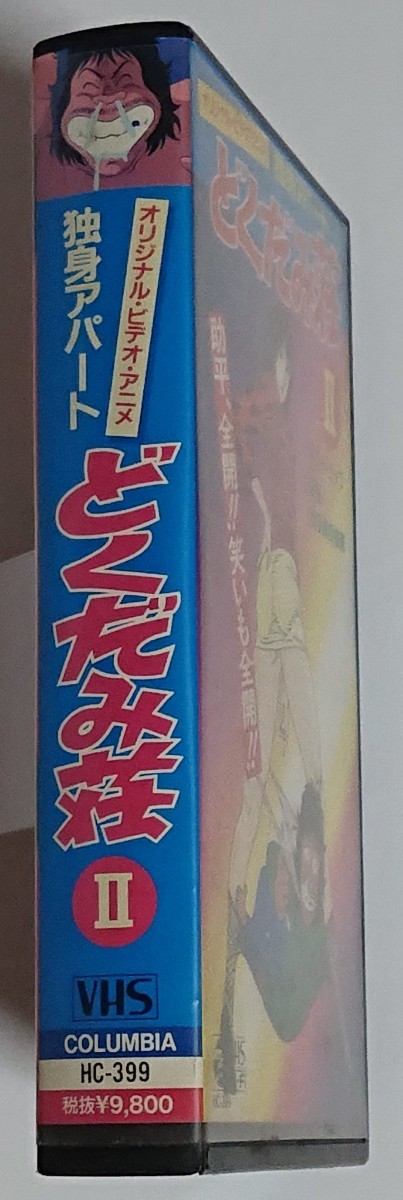 オリジナル・ビデオ・アニメ
独身アパート
どくだみ荘
II
VHS
COLUMBIA
HC-399
税抜¥9,800
どくだみ荘
II
助平、全開!!笑いも全開!!